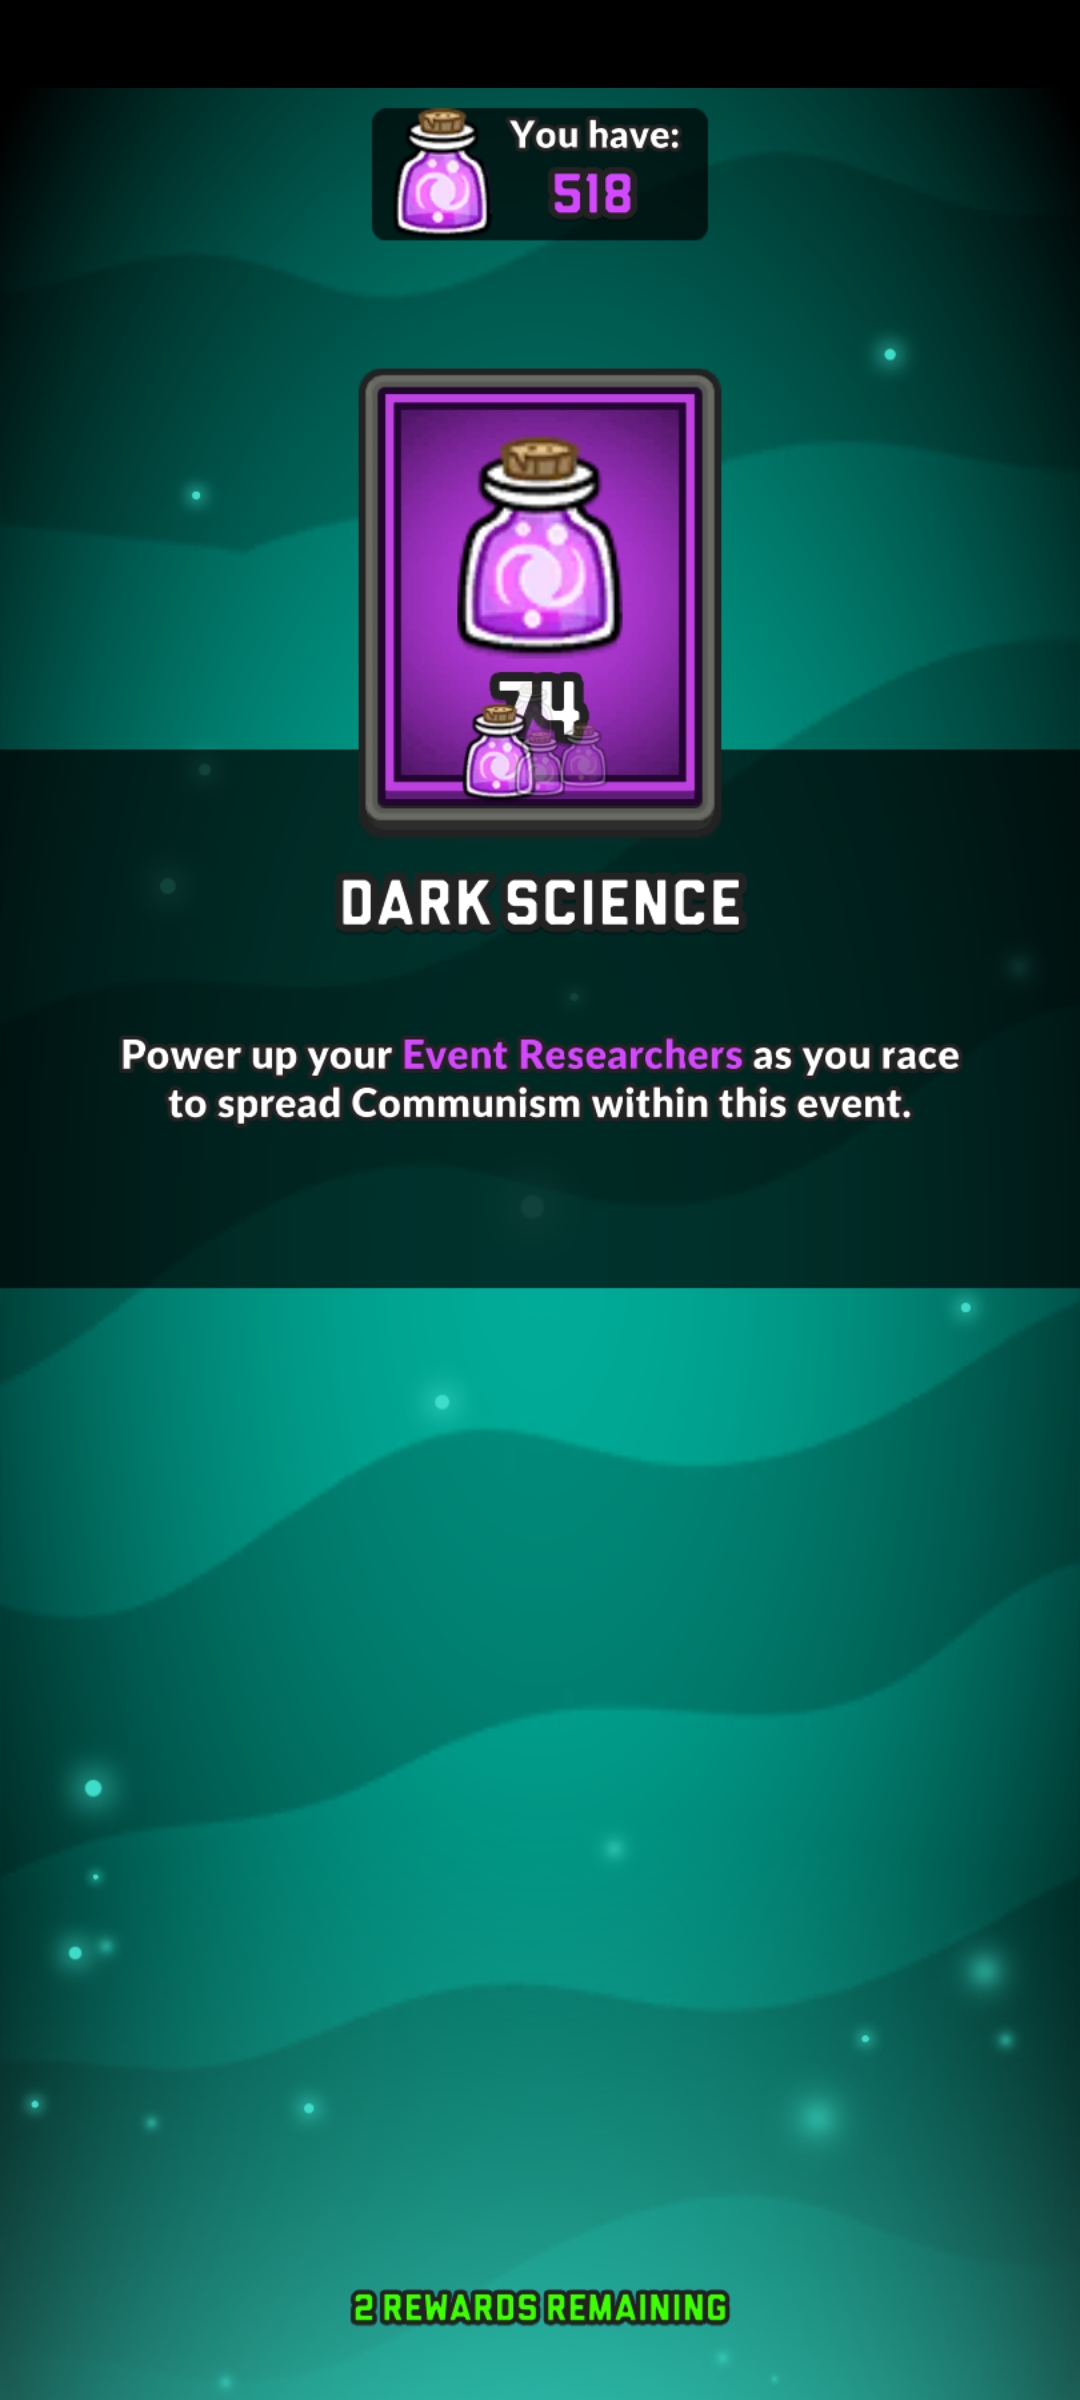 You have:
518
74
DARK SCIENCE
Power up your Event Researchers as you race
to spread Communism within this event.
2 REWARDS REMAINING